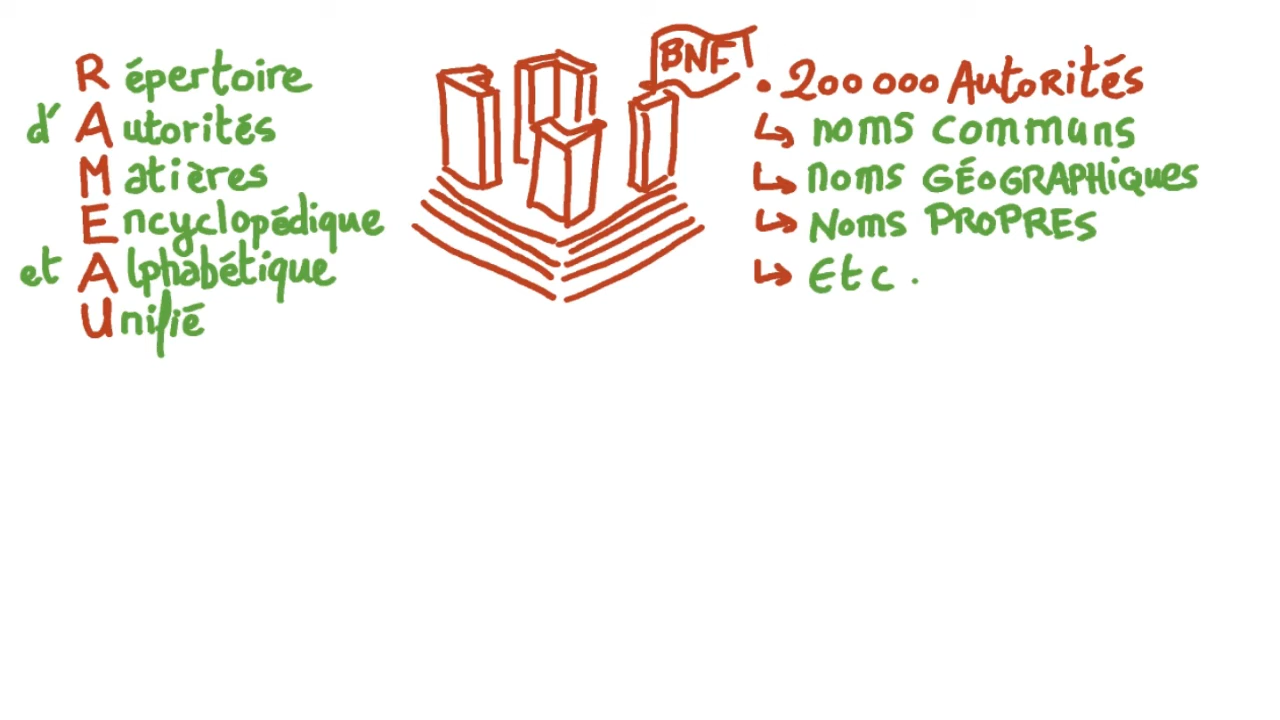 Répertoire
d'Autorités
Matières
Encyclopédique
et Alphabétique
Unifié
BNF
• 200 000 Autorités
↳ noms communs
↳ noms GÉOGRAPHiques
↳ Noms PROPRES
↳ Etc.